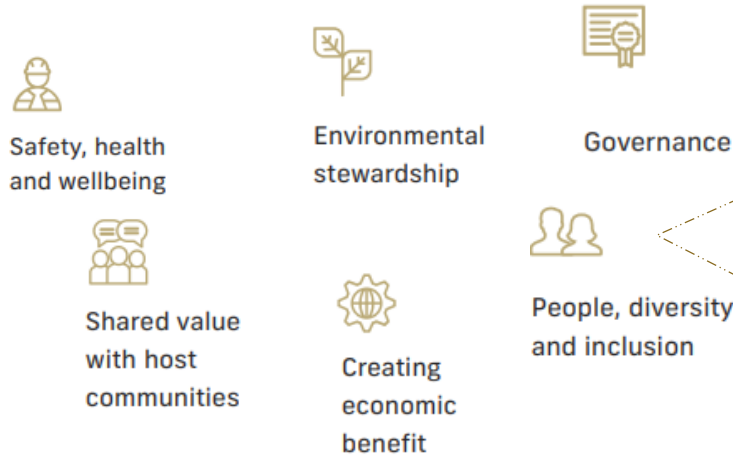 Safety, health
and wellbeing
Environmental
stewardship
Governance
Shared value
with host
communities
Creating
economic
benefit
People, diversity
and inclusion